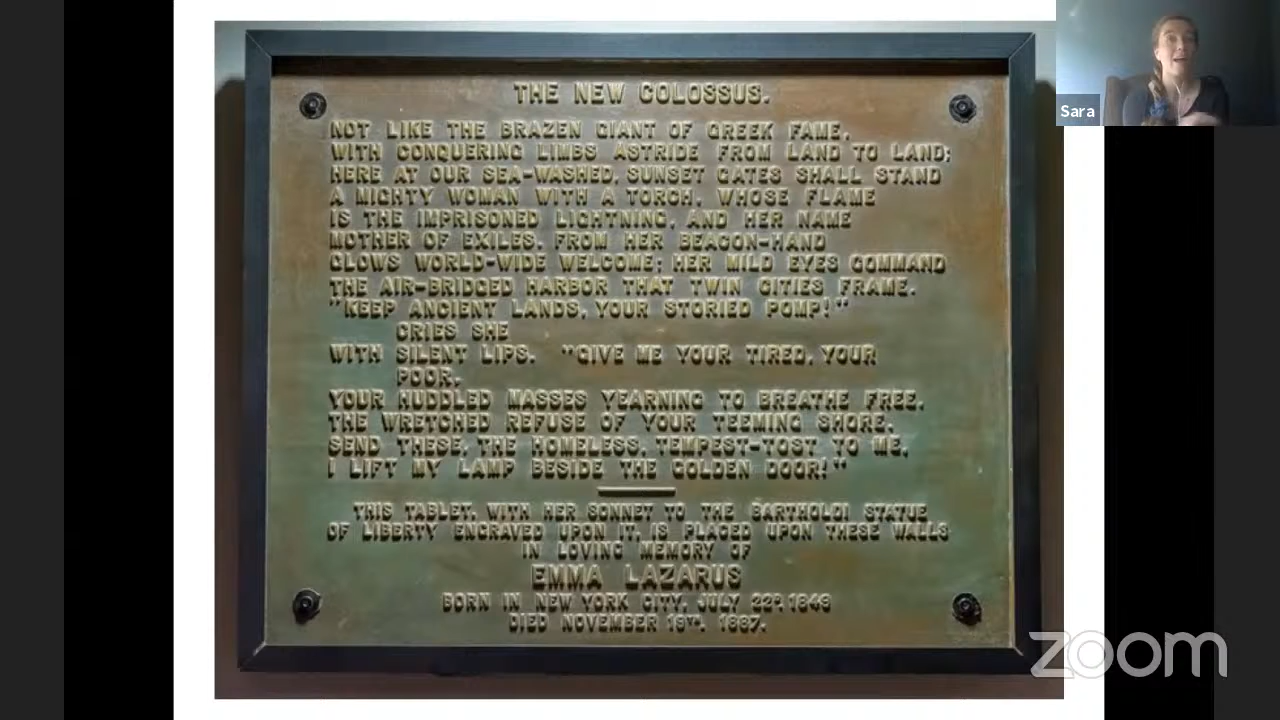 THE NEW COLOSSUS.
NOT LIKE THE BRAZEN GIANT OF GREEK FAME,
WITH CONQUERING LIMBS ASTRIDE FROM LAND TO LAND;
HERE AT OUR SEA-WASHED, SUNSET GATES SHALL STAND
A MIGHTY WOMAN WITH A TORCH, WHOSE FLAME
IS THE IMPRISONED LIGHTNING, AND HER NAME
MOTHER OF EXILES. FROM HER BEACON-HAND
GLOWS WORLD-WIDE WELCOME; HER MILD EYES COMMAND
THE AIR-BRIDGED HARBOR THAT TWIN CITIES FRAME.
"KEEP ANCIENT LANDS, YOUR STORIED POMP!"
CRIES SHE
WITH SILENT LIPS. "GIVE ME YOUR TIRED, YOUR
POOR,
YOUR HUDDLED MASSES YEARNING TO BREATHE FREE,
THE WRETCHED REFUSE OF YOUR TEEMING SHORE.
SEND THESE, THE HOMELESS, TEMPEST-TOST TO ME,
I LIFT MY LAMP BESIDE THE GOLDEN DOOR!"
THIS TABLET, WITH HER SONNET TO THE BARTHOLDI STATUE
OF LIBERTY ENGRAVED UPON IT, IS PLACED UPON THESE WALLS
IN LOVING MEMORY OF
EMMA LAZARUS
BORN IN NEW YORK CITY, JULY 22D, 1849
DIED NOVEMBER 19TH, 1887.
Sara
zoom